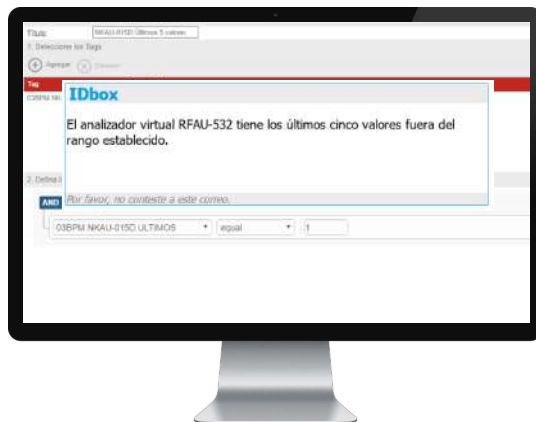 Título
NKAU-015D Últimos 5 valores
1. Seleccione los Tags
Agregar
Tag
IDbox
El analizador virtual RFAU-532 tiene los últimos cinco valores fuera del
rango establecido.
2. Defina
AND
Por favor, no conteste a este correo.
03BPM.NKAU-015D.ULTIMOS
equal
1